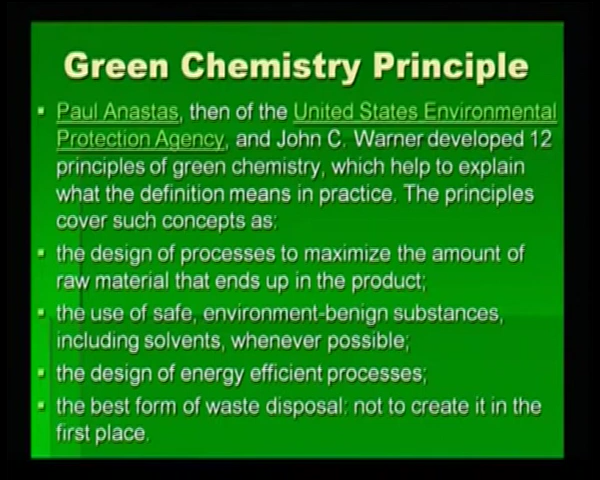 Green Chemistry Principle
Paul Anastas, then of the United States Environmental
Protection Agency, and John C. Warner developed 12
principles of green chemistry, which help to explain
what the definition means in practice. The principles
cover such concepts as:
the design of processes to maximize the amount of
raw material that ends up in the product;
the use of safe, environment-benign substances,
including solvents, whenever possible;
the design of energy efficient processes;
the best form of waste disposal: not to create it in the
first place.